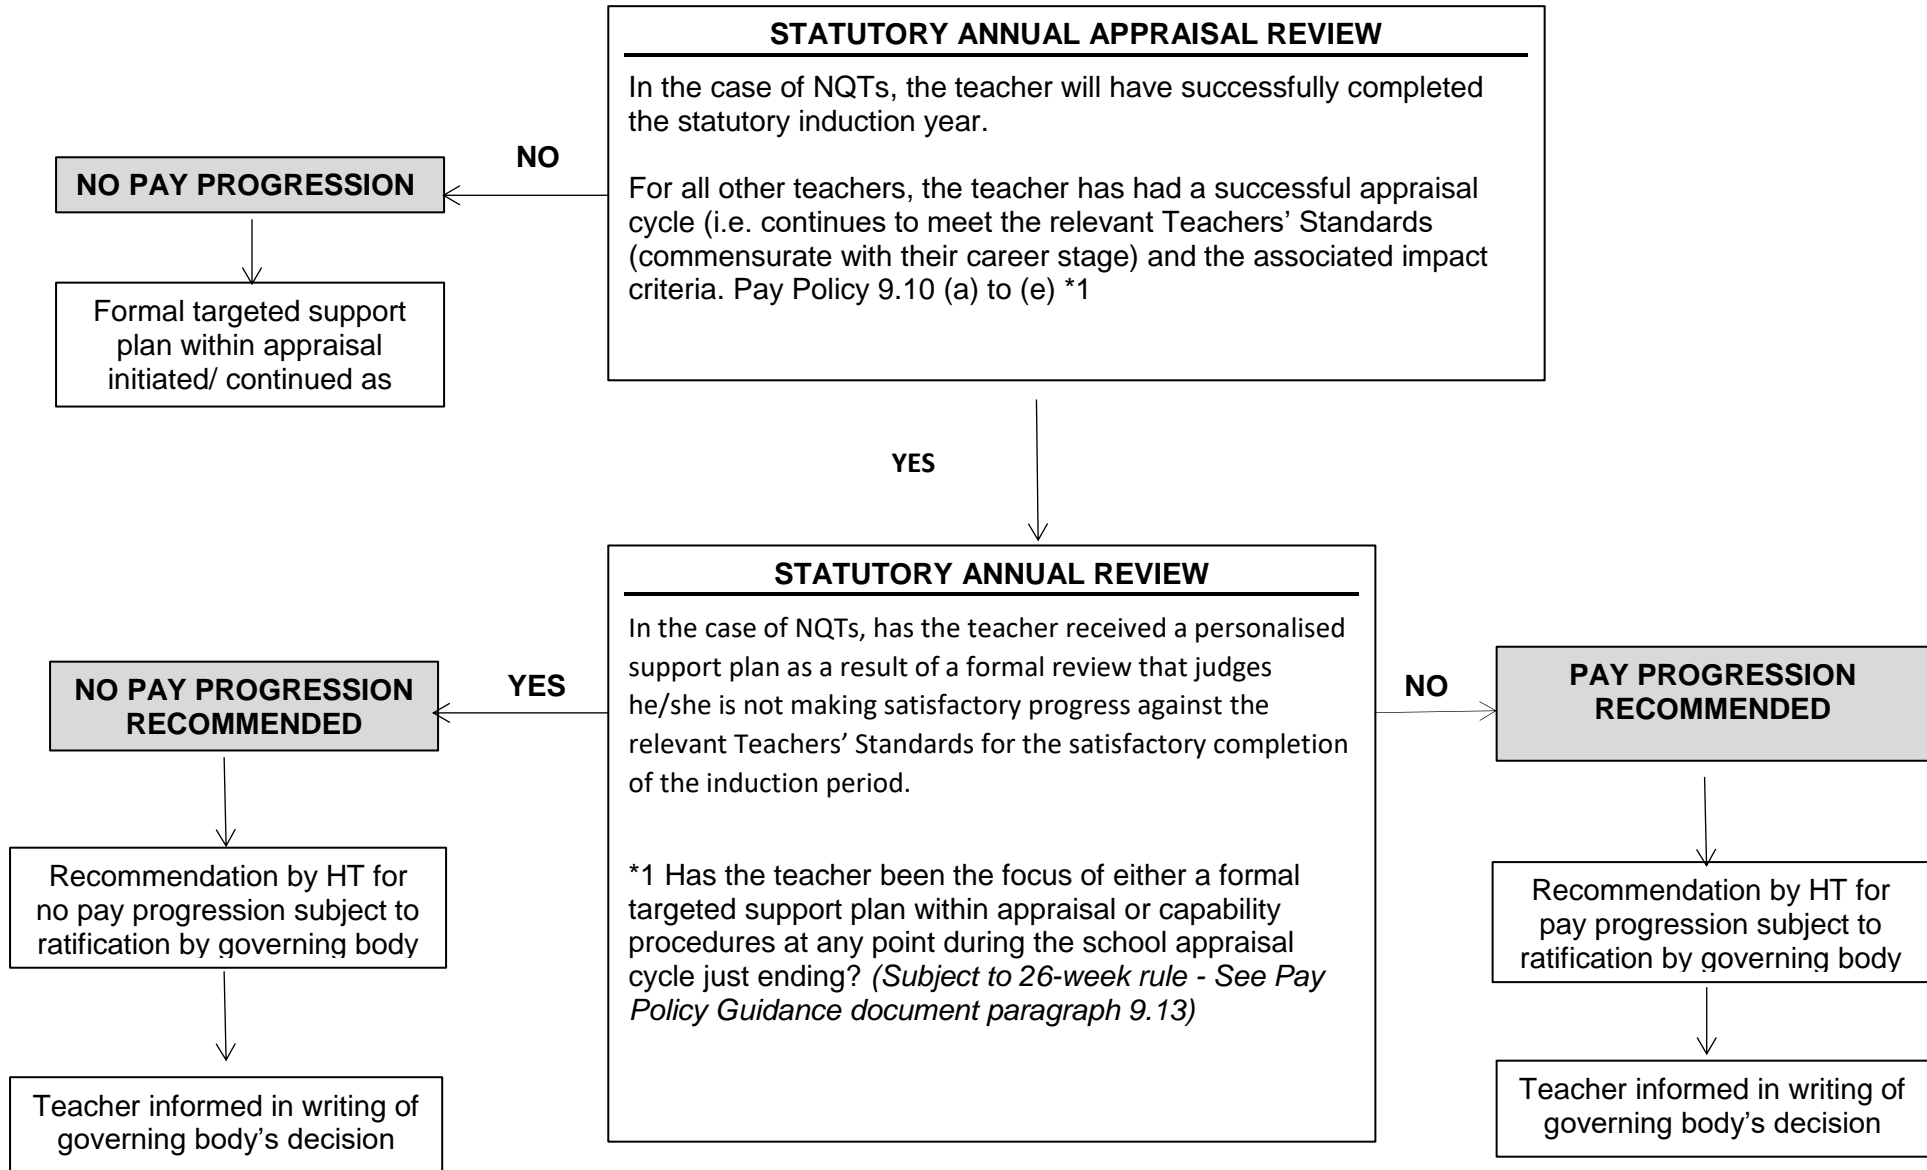 STATUTORY ANNUAL APPRAISAL REVIEW
In the case of NQTs, the teacher will have successfully completed
the statutory induction year.
For all other teachers, the teacher has had a successful appraisal
cycle (i.e. continues to meet the relevant Teachers’ Standards
(commensurate with their career stage) and the associated impact
criteria. Pay Policy 9.10 (a) to (e) *1
NO
NO PAY PROGRESSION
Formal targeted support
plan within appraisal
initiated/ continued as
YES
STATUTORY ANNUAL REVIEW
In the case of NQTs, has the teacher received a personalised
support plan as a result of a formal review that judges
he/she is not making satisfactory progress against the
relevant Teachers’ Standards for the satisfactory completion
of the induction period.
*1 Has the teacher been the focus of either a formal
targeted support plan within appraisal or capability
procedures at any point during the school appraisal
cycle just ending? (Subject to 26-week rule - See Pay
Policy Guidance document paragraph 9.13)
YES
NO PAY PROGRESSION
RECOMMENDED
Recommendation by HT for
no pay progression subject to
ratification by governing body
Teacher informed in writing of
governing body’s decision
NO
PAY PROGRESSION
RECOMMENDED
Recommendation by HT for
pay progression subject to
ratification by governing body
Teacher informed in writing of
governing body’s decision